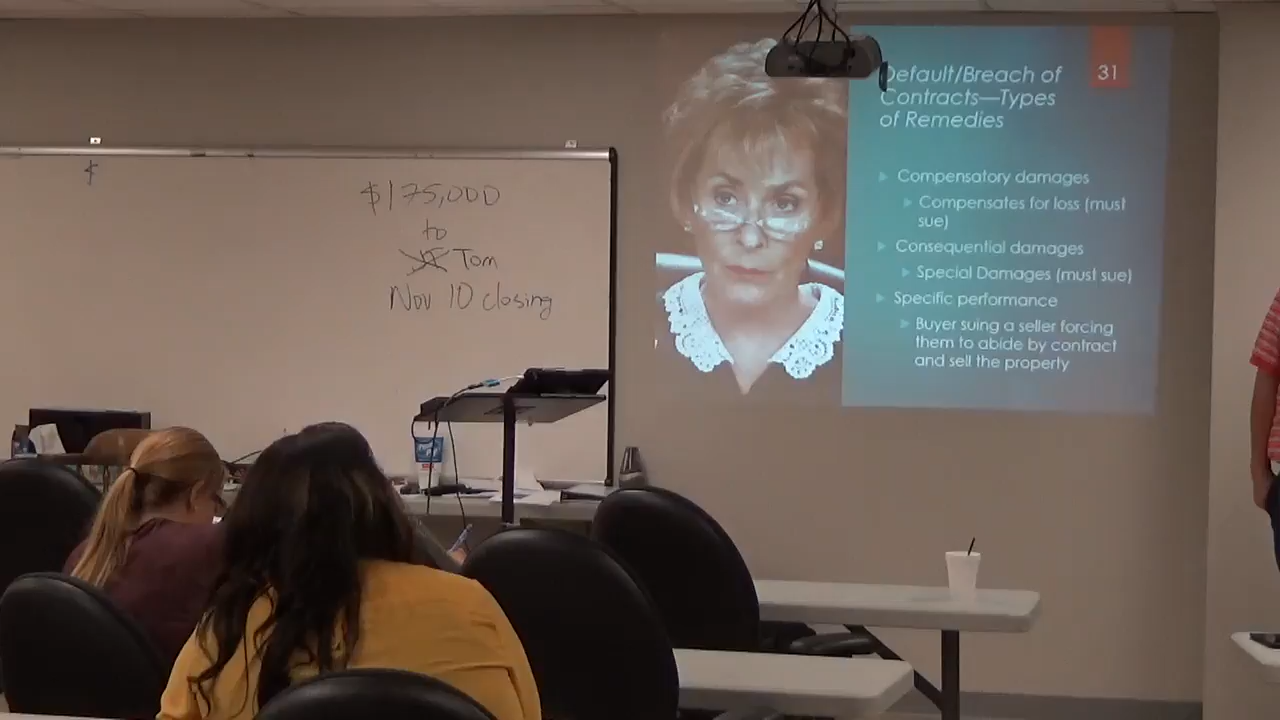 $
$175,000
to
Tom
Nov 10 closing
31
Default/Breach of
Contracts—Types
of Remedies
Compensatory damages
Compensates for loss (must
sue)
Consequential damages
Special Damages (must sue)
Specific performance
Buyer suing a seller forcing
them to abide by contract
and sell the property